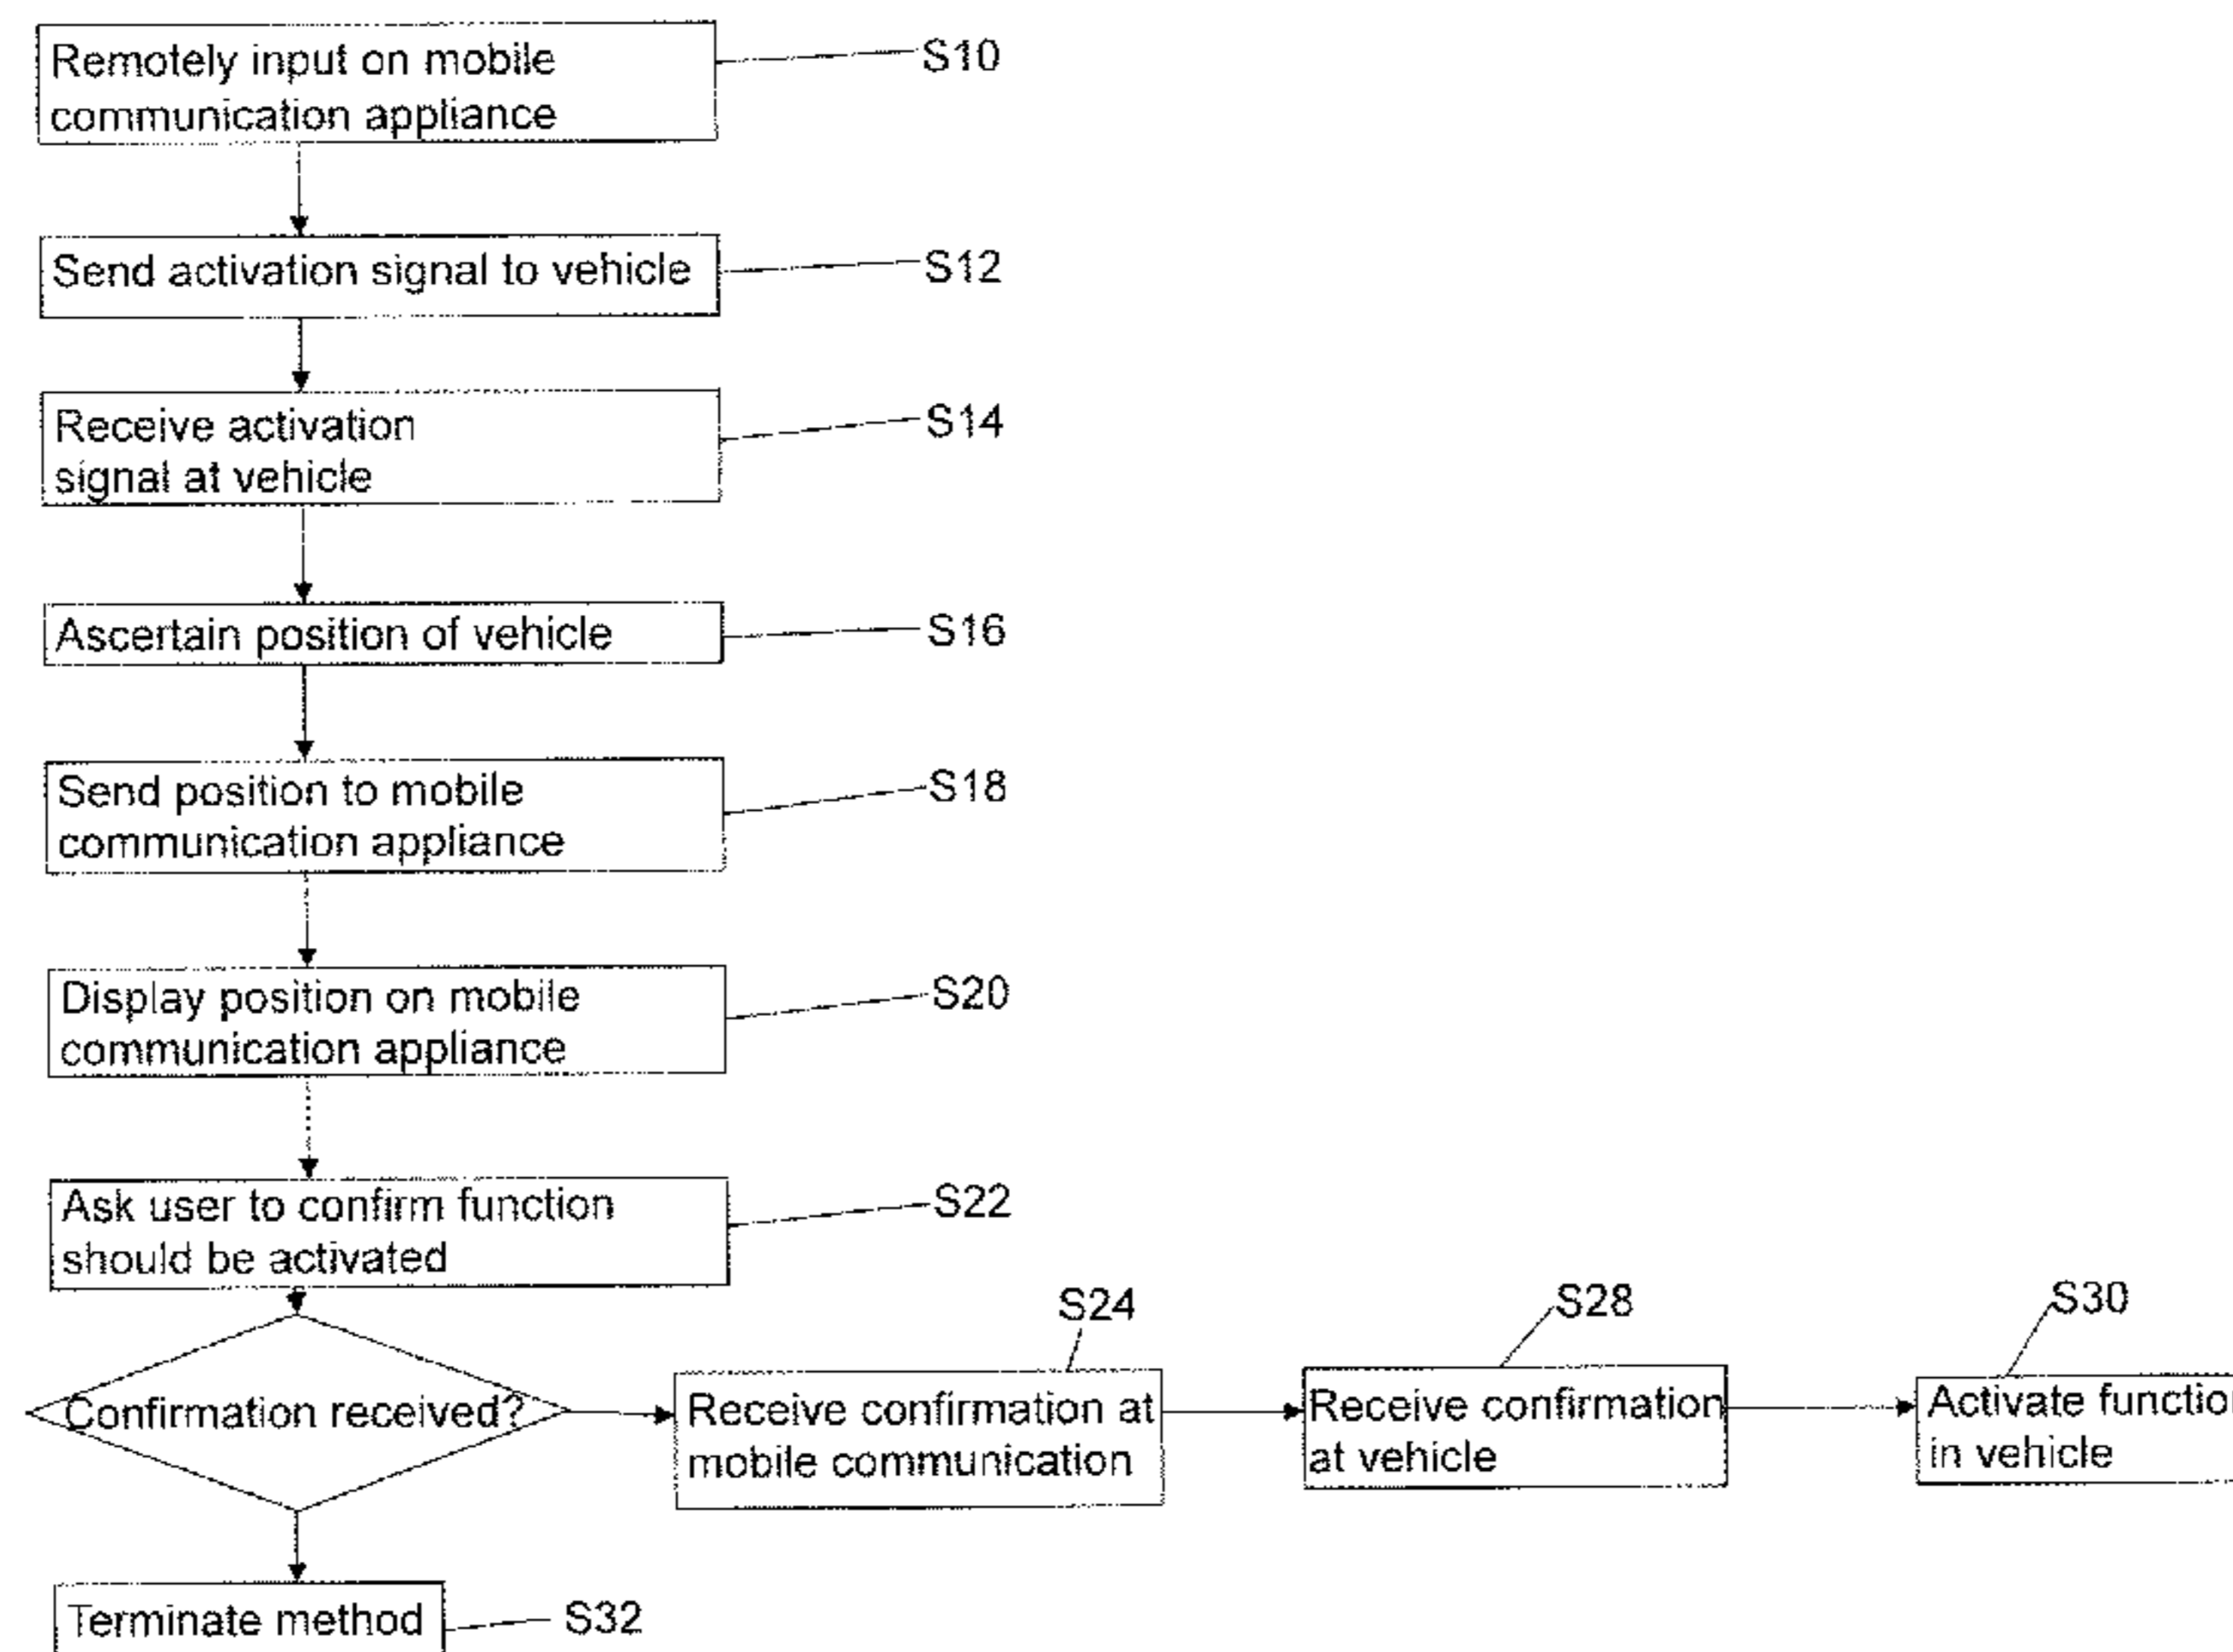 Remotely input on mobile
communication appliance
S10
Send activation signal to vehicle
S12
Receive activation
signal at vehicle
S14
Ascertain position of vehicle
S16
Send position to mobile
communication appliance
S18
Display position on mobile
communication appliance
S20
Ask user to confirm function
should be activated
S22
Confirmation received?
S24
Receive confirmation at
mobile communication
S28
Receive confirmation
at vehicle
S30
Activate function
in vehicle
Terminate method
S32